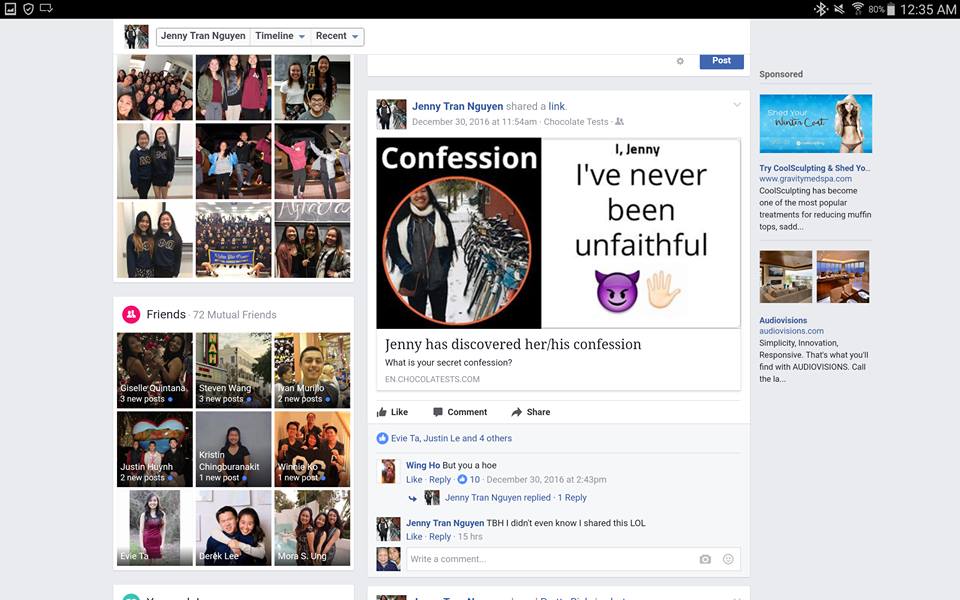 80% 12:35 AM
Jenny Tran Nguyen Timeline Recent
Post
Jenny Tran Nguyen shared a link.
December 30, 2016 at 11:54am · Chocolate Tests ·
Confession
I, Jenny
I've never
been
unfaithful
😈🖐🏻
Jenny has discovered her/his confession
What is your secret confession?
EN.CHOCOLATESTS.COM
Like Comment Share
Evie Ta, Justin Le and 4 others
Wing Ho But you a hoe
Like · Reply · 10 · December 30, 2016 at 2:43pm
Jenny Tran Nguyen replied · 1 Reply
Jenny Tran Nguyen TBH I didn't even know I shared this LOL
Like · Reply · 15 hrs
Write a comment...
Friends · 72 Mutual Friends
Giselle Quintana
3 new posts
Steven Wang
3 new posts
Ivan Murillo
2 new posts
Justin Huynh
2 new posts
Kristin
Chingburanakit
1 new post
Winnie Ko
1 new post
Evie Ta
Derek Lee
Mora S. Ung
Sponsored
Shed Your
Winter Coat
Try CoolSculpting & Shed Yo...
www.gravitymedspa.com
CoolSculpting has become
one of the most popular
treatments for reducing muffin
tops, sadd...
Audiovisions
audiovisions.com
Simplicity, Innovation,
Responsive. That's what you'll
find with AUDIOVISIONS. Call
the la...